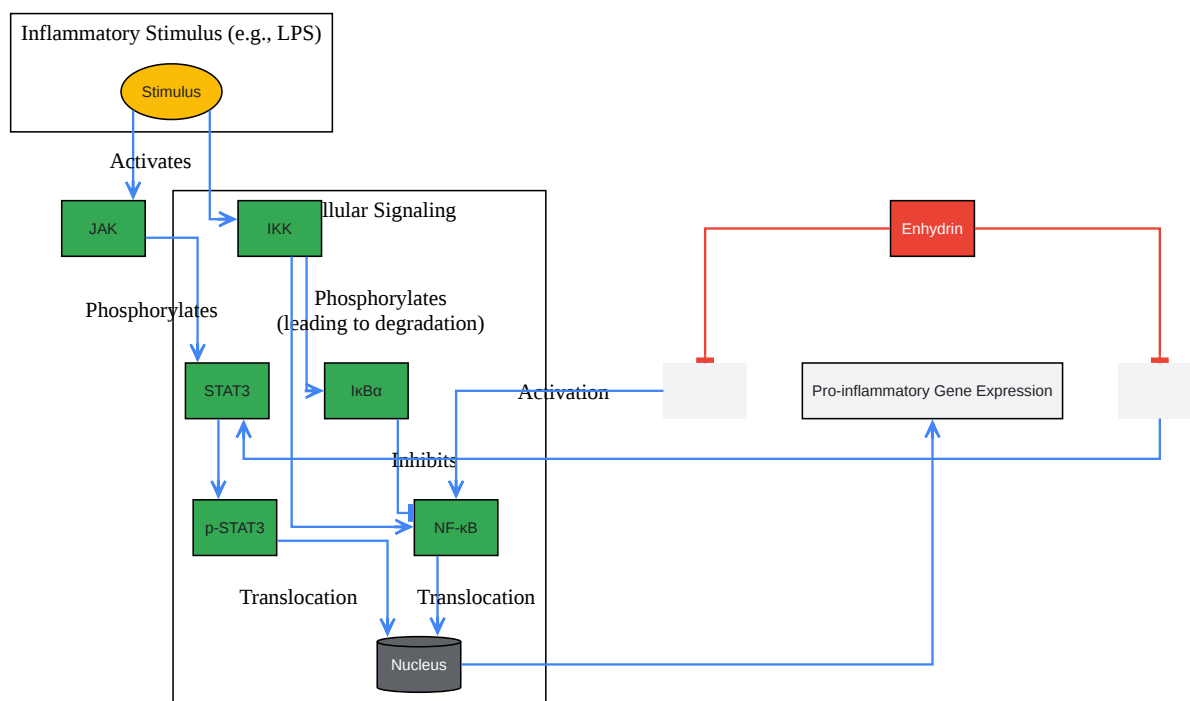 Inflammatory Stimulus (e.g., LPS)
Stimulus
Activates
JAK
IKK
llular Signaling
Enhydrin
Phosphorylates
Phosphorylates
(leading to degradation)
STAT3
IκBα
Activation
Pro-inflammatory Gene Expression
Inhibits
p-STAT3
NF-κB
Translocation
Translocation
Nucleus